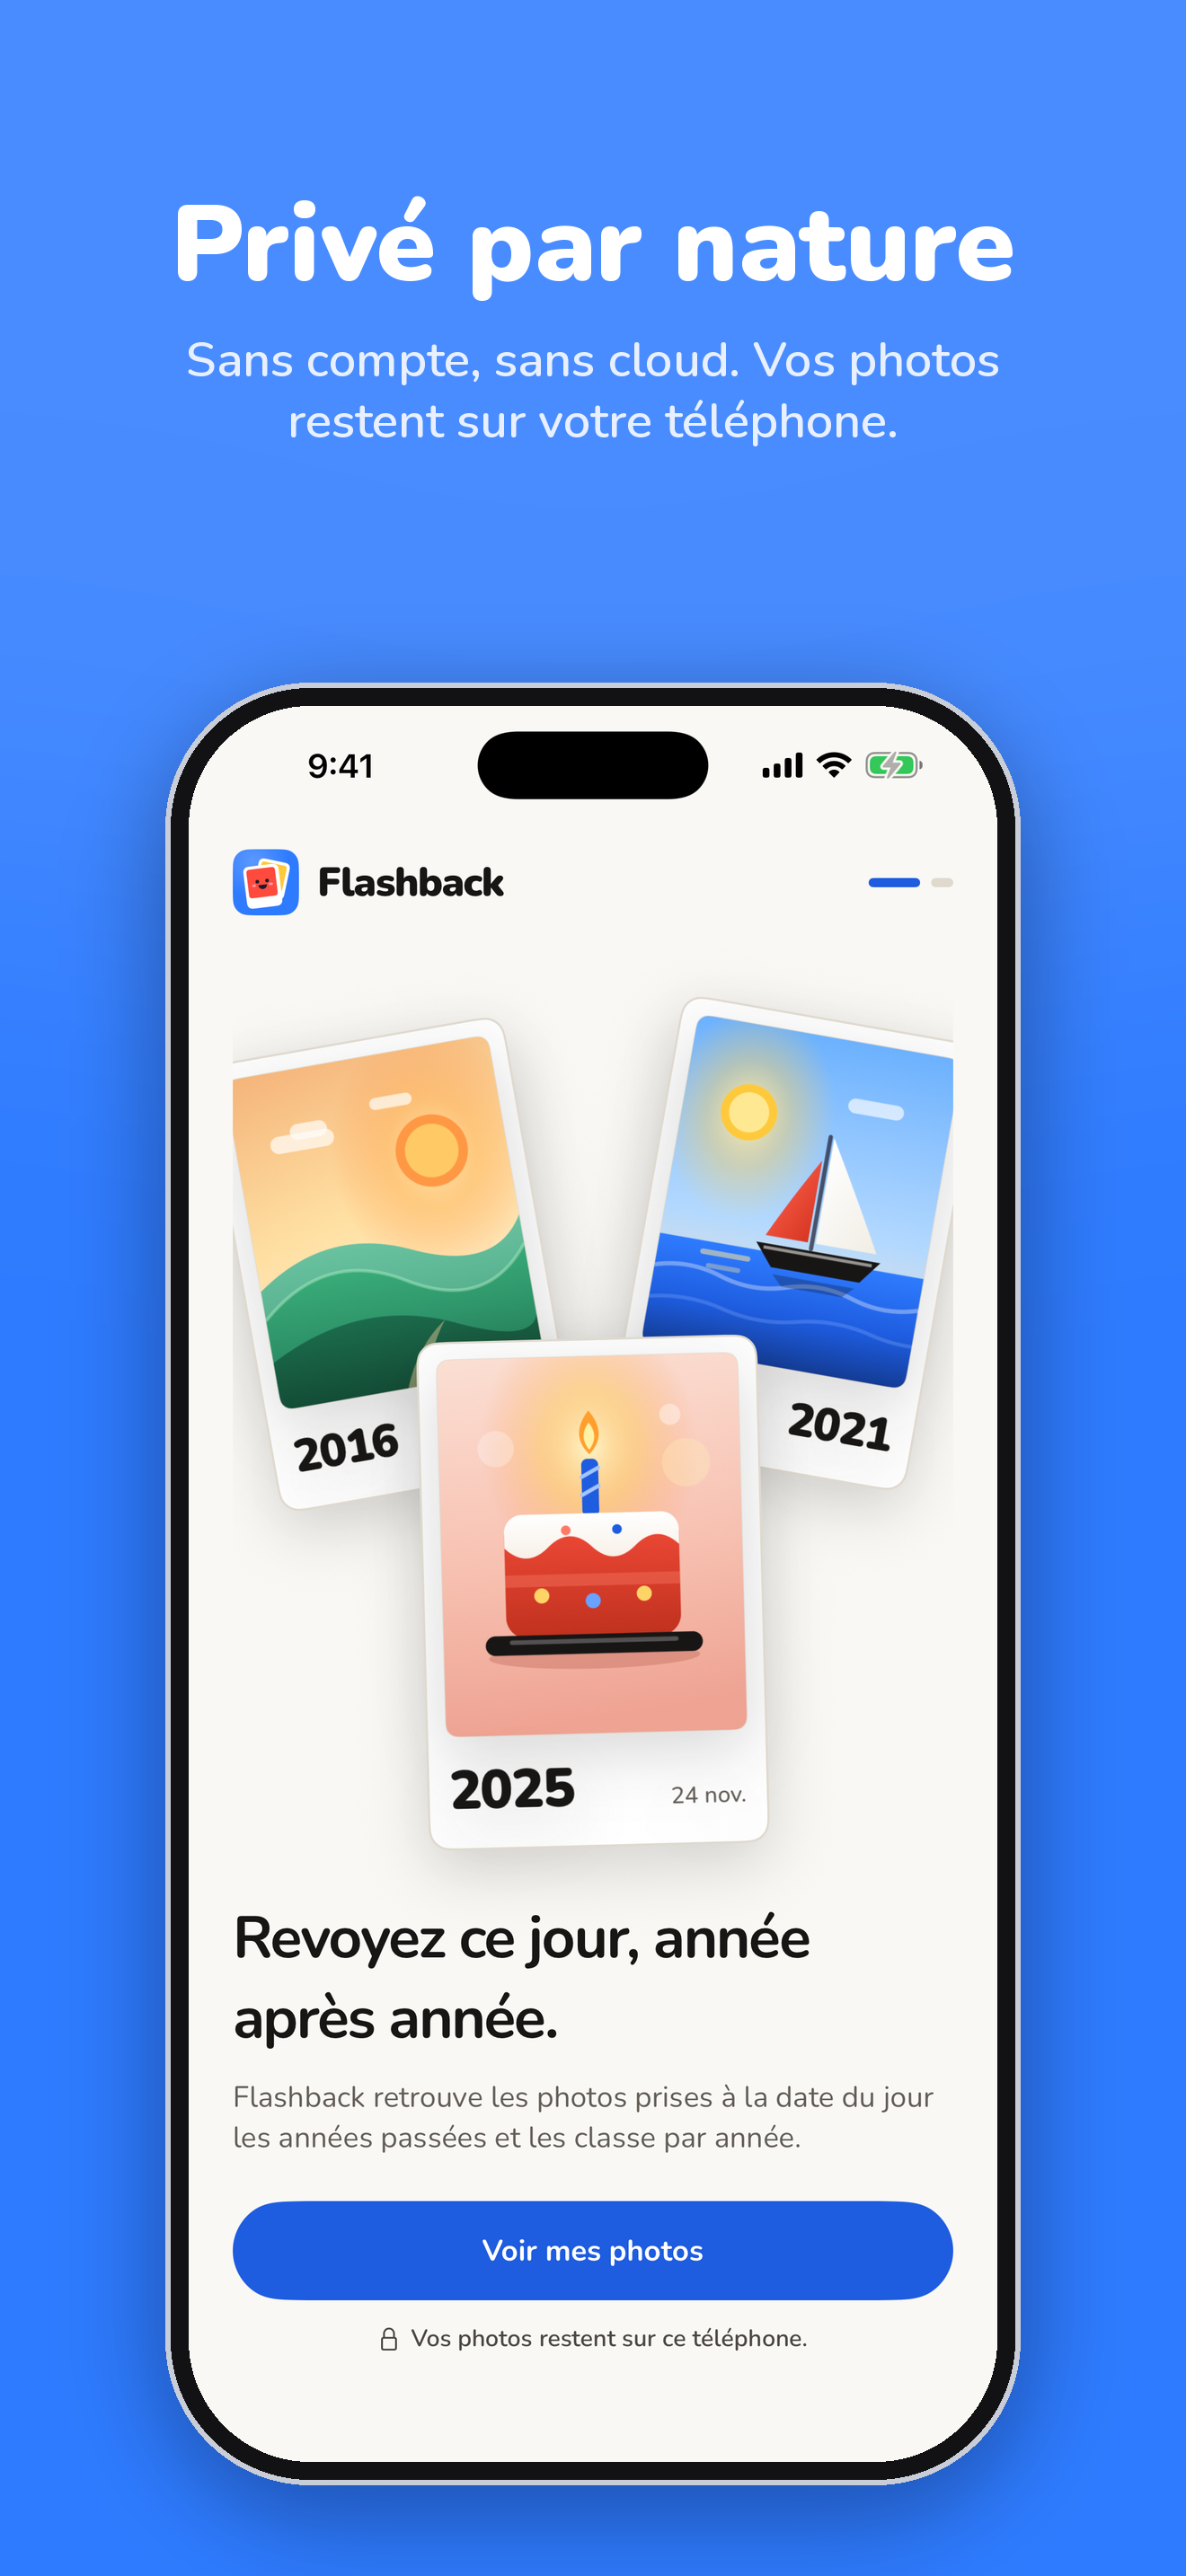 Privé par nature
Sans compte, sans cloud. Vos photos
restent sur votre téléphone.
9:41
Flashback
2016
2021
2025
24 nov.
Revoyez ce jour, année
après année.
Flashback retrouve les photos prises à la date du jour
les années passées et les classe par année.
Voir mes photos
Vos photos restent sur ce téléphone.